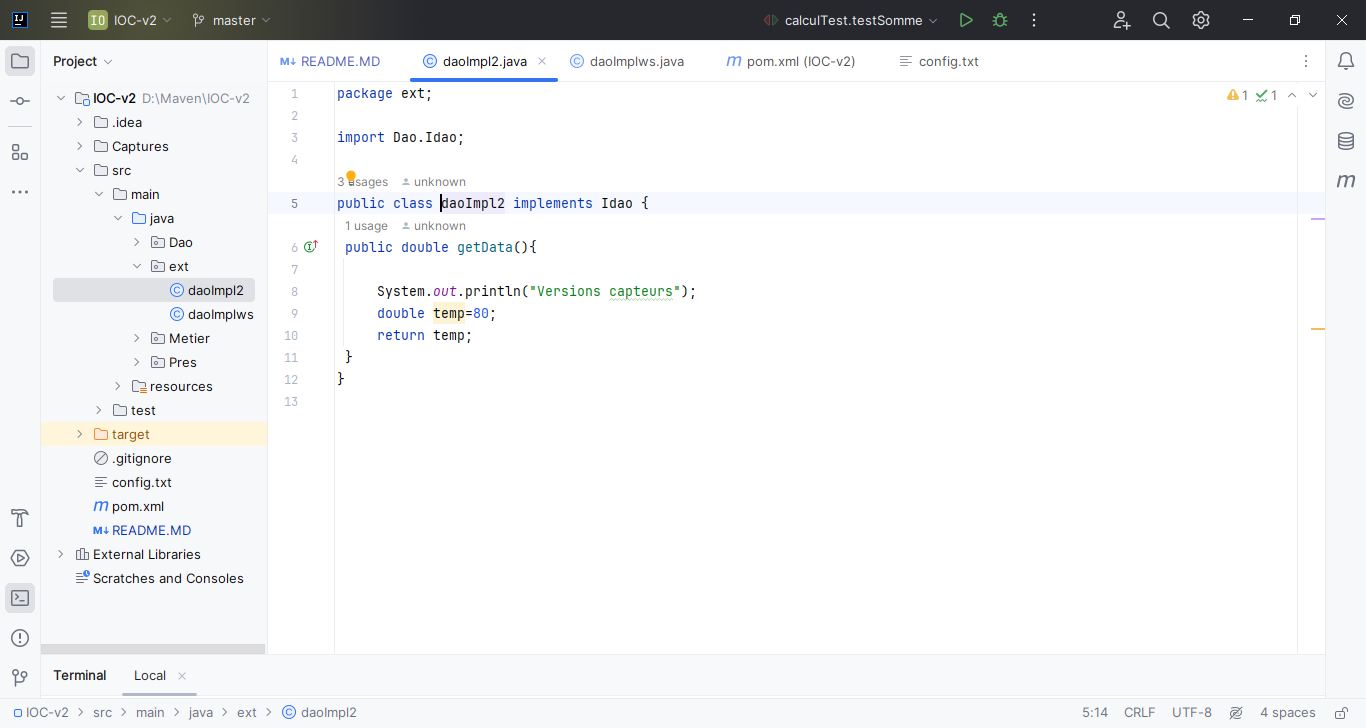 IJ IO IOC-v2 master calculTest.testSomme
Project
README.MD daoImpl2.java daoImplws.java pom.xml (IOC-v2) config.txt
IOC-v2 D:\Maven\IOC-v2
.idea
Captures
src
main
java
Dao
ext
daoImpl2
daoImplws
Metier
Pres
resources
test
target
.gitignore
config.txt
pom.xml
README.MD
External Libraries
Scratches and Consoles
1 package ext;
1 1
2
3 import Dao.Idao;
4
3 usages unknown
5 public class daoImpl2 implements Idao {
1 usage unknown
6 public double getData(){
7
8 System.out.println("Versions capteurs");
9 double temp=80;
10 return temp;
11 }
12 }
13
Terminal Local
IOC-v2 > src > main > java > ext > daoImpl2 5:14 CRLF UTF-8 4 spaces